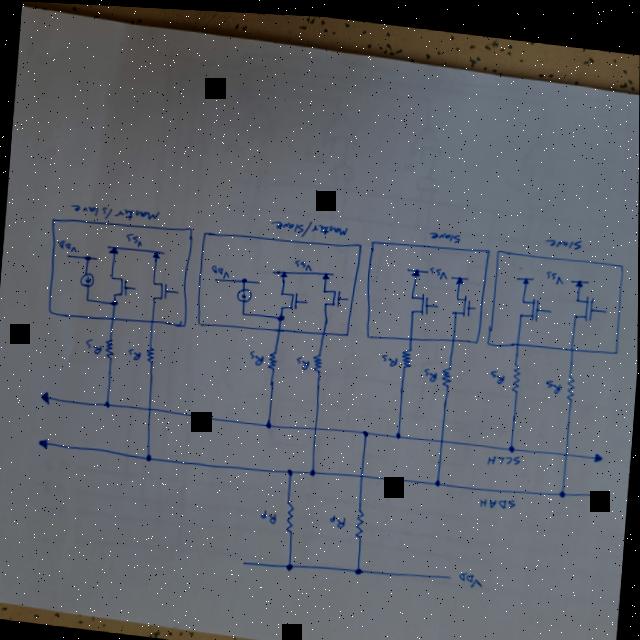 VDD
Rp
Rp
SDAH
SCLH
Rs
Rs
Rs
Rs
Rs
Rs
Rs
Rs
VSS
VSS
VSS
VDD
VSS
VDD
Slave
Slave
Master/Slave
Master/Slave